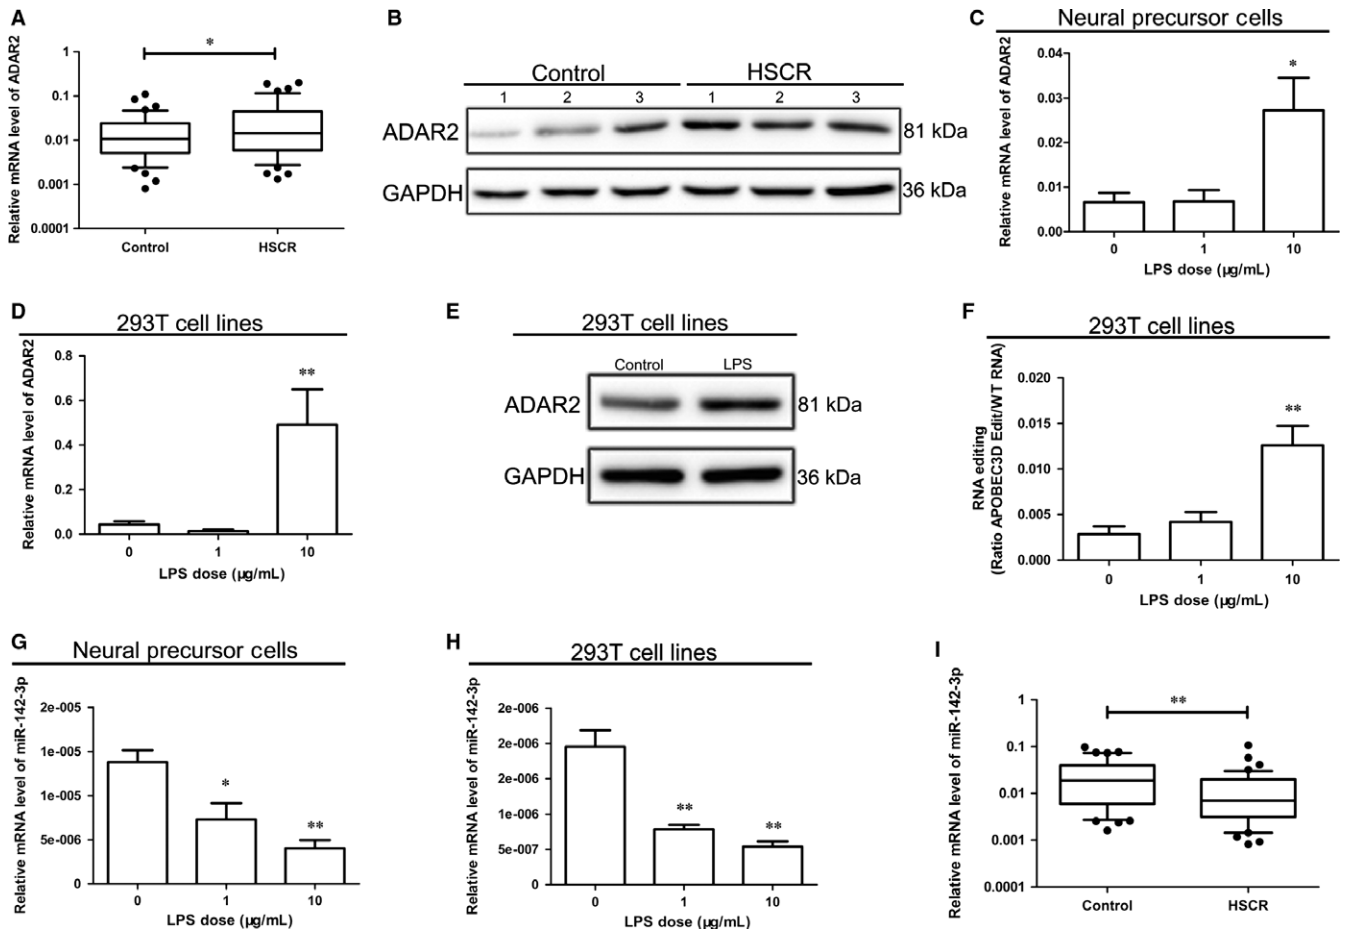 A
Relative mRNA level of ADAR2
1
0.1
0.01
0.001
0.0001
*
Control
HSCR
B
Control
HSCR
1
2
3
1
2
3
ADAR2
81 kDa
GAPDH
36 kDa
C
Neural precursor cells
Relative mRNA level of ADAR2
0.04
0.03
0.02
0.01
0.00
*
0
1
10
LPS dose (µg/mL)
D
293T cell lines
Relative mRNA level of ADAR2
0.8
0.6
0.4
0.2
0.0
**
0
1
10
LPS dose (µg/mL)
E
293T cell lines
Control
LPS
ADAR2
81 kDa
GAPDH
36 kDa
F
293T cell lines
RNA editing
(Ratio APOBEC3D Edit/WT RNA)
0.020
0.015
0.010
0.005
0.000
**
0
1
10
LPS dose (µg/mL)
G
Neural precursor cells
Relative mRNA level of miR-142-3p
2e-005
1e-005
1e-005
5e-006
0
*
**
0
1
10
LPS dose (µg/mL)
H
293T cell lines
Relative mRNA level of miR-142-3p
2e-006
2e-006
2e-006
1e-006
5e-007
0
**
**
0
1
10
LPS dose (µg/mL)
I
Relative mRNA level of miR-142-3p
1
0.1
0.01
0.001
0.0001
**
Control
HSCR